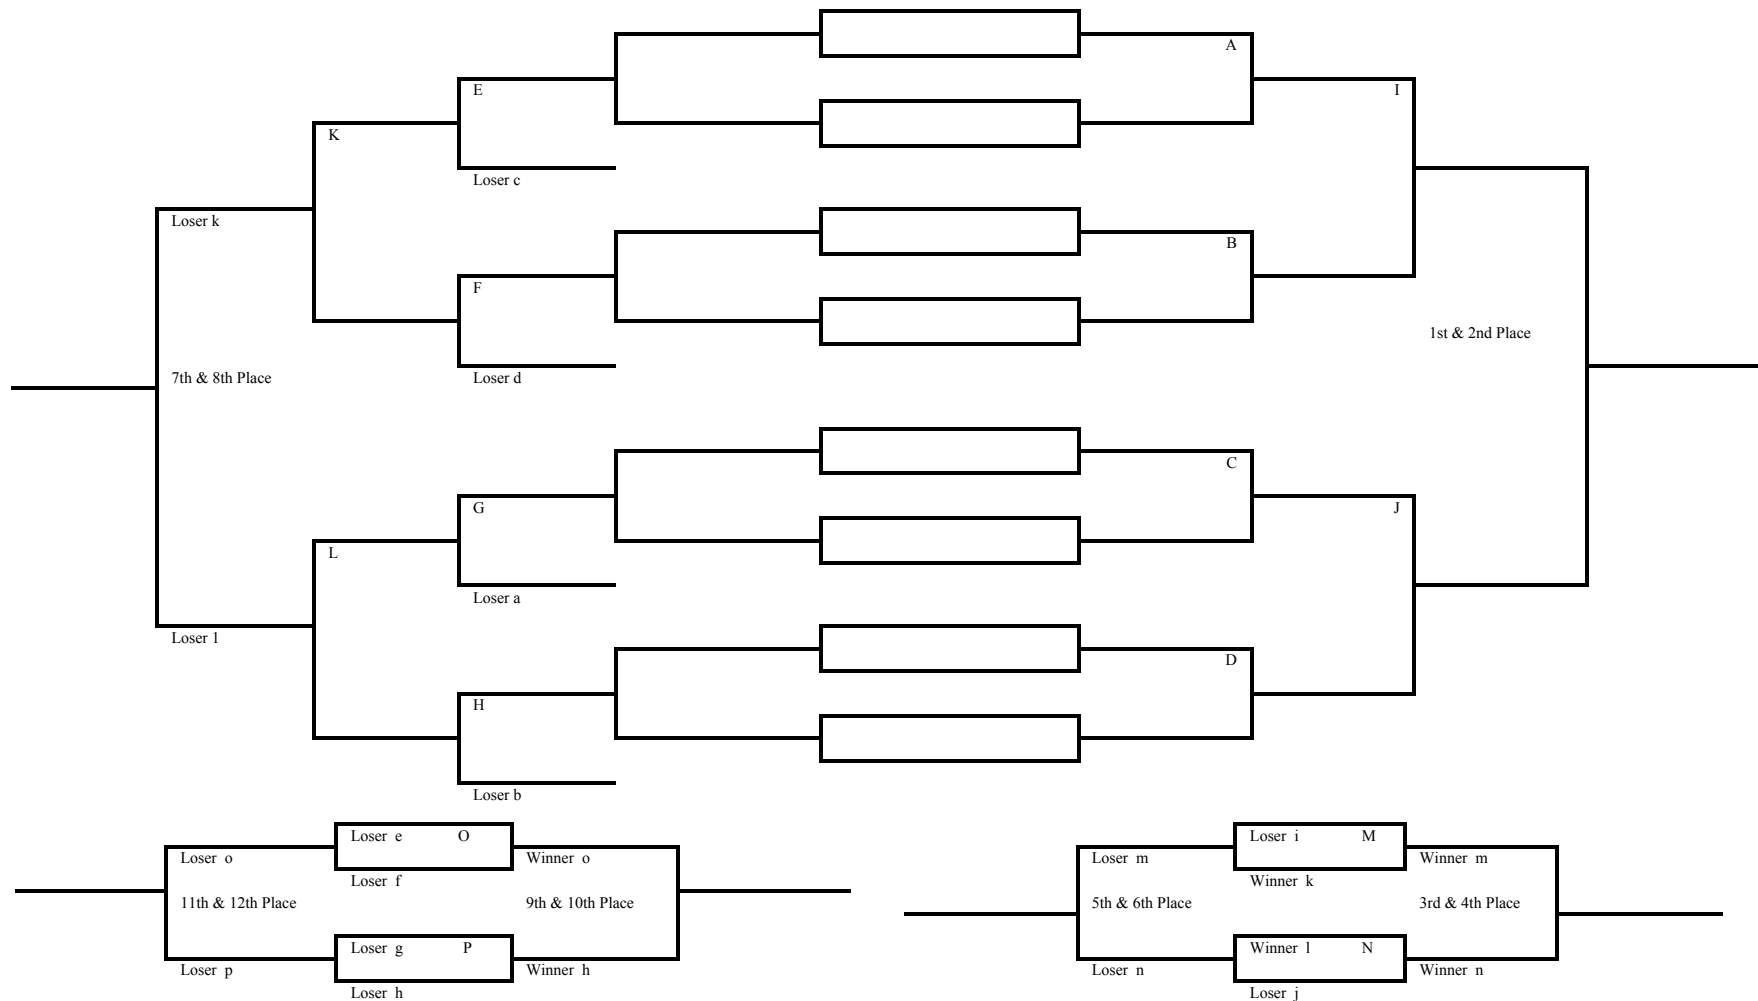 A
E I
K
Loser c
Loser k
B
F
1st & 2nd Place
7th & 8th Place Loser d
C
G J
L
Loser a
Loser l
D
H
Loser b
Loser e O Loser i M
Loser o Winner o Loser m Winner m
Loser f Winner k
11th & 12th Place 9th & 10th Place 5th & 6th Place 3rd & 4th Place
Loser g P Winner l N
Loser p Winner h Loser n Winner n
Loser h Loser j